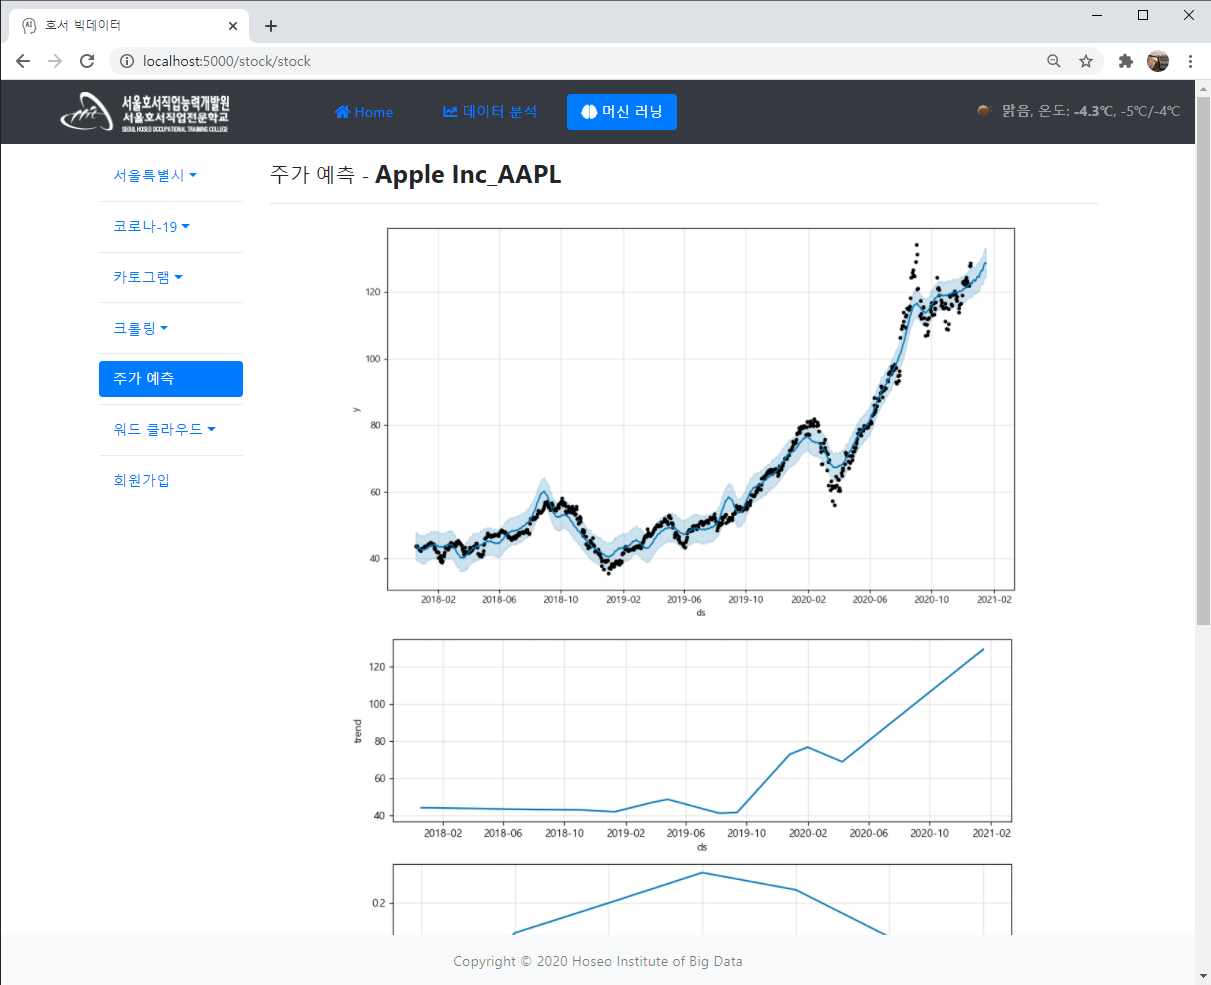 호서 빅데이터
localhost:5000/stock/stock
서울호서직업능력개발원
서울호서직업전문학교
SEOUL HOSEO OCCUPATIONAL TRAINING COLLEGE
Home 데이터 분석 머신 러닝 맑음, 온도: -4.3℃, -5℃/-4℃
서울특별시
코로나-19
카토그램
크롤링
주가 예측
워드 클라우드
회원가입
주가 예측 - Apple Inc_AAPL
120
100
80
60
40
y
2018-02 2018-06 2018-10 2019-02 2019-06 2019-10 2020-02 2020-06 2020-10 2021-02
ds
120
100
80
60
40
trend
2018-02 2018-06 2018-10 2019-02 2019-06 2019-10 2020-02 2020-06 2020-10 2021-02
ds
0.2
Copyright © 2020 Hoseo Institute of Big Data